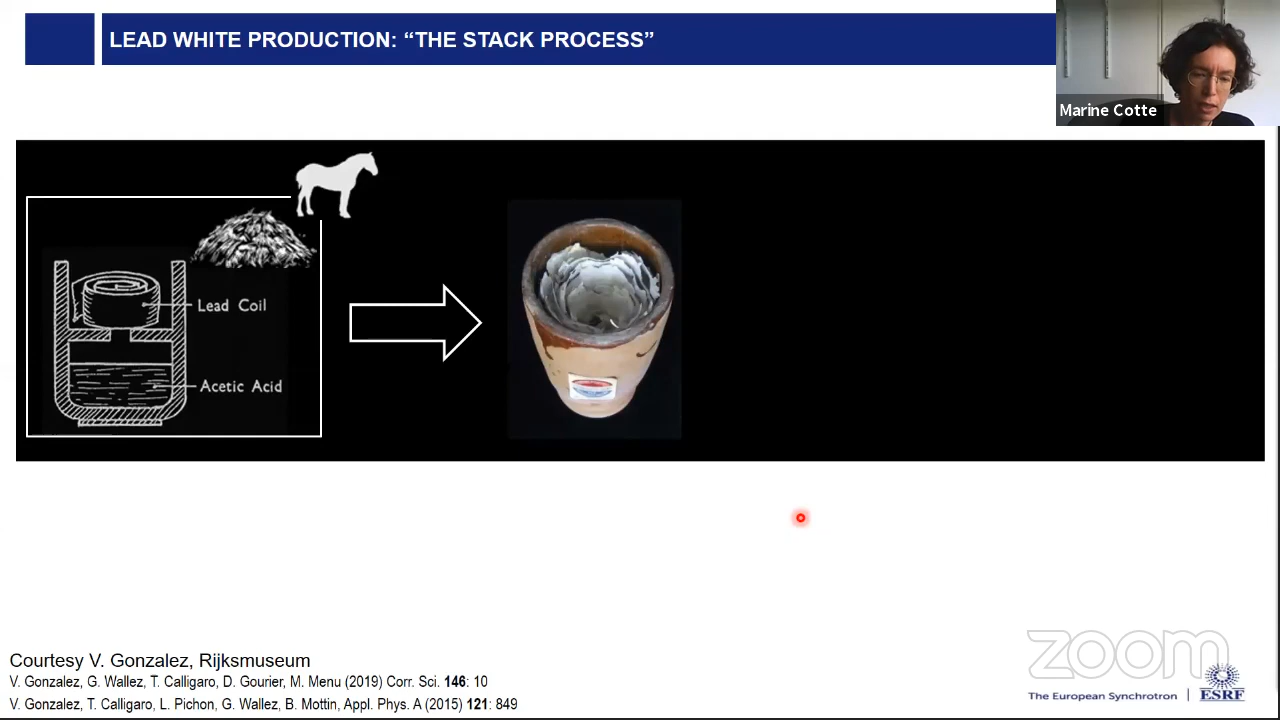 LEAD WHITE PRODUCTION: “THE STACK PROCESS”
Marine Cotte
Lead Coil
Acetic Acid
Courtesy V. Gonzalez, Rijksmuseum
V. Gonzalez, G. Wallez, T. Calligaro, D. Gourier, M. Menu (2019) Corr. Sci. 146: 10
V. Gonzalez, T. Calligaro, L. Pichon, G. Wallez, B. Mottin, Appl. Phys. A (2015) 121: 849
zoom
The European Synchrotron
ESRF